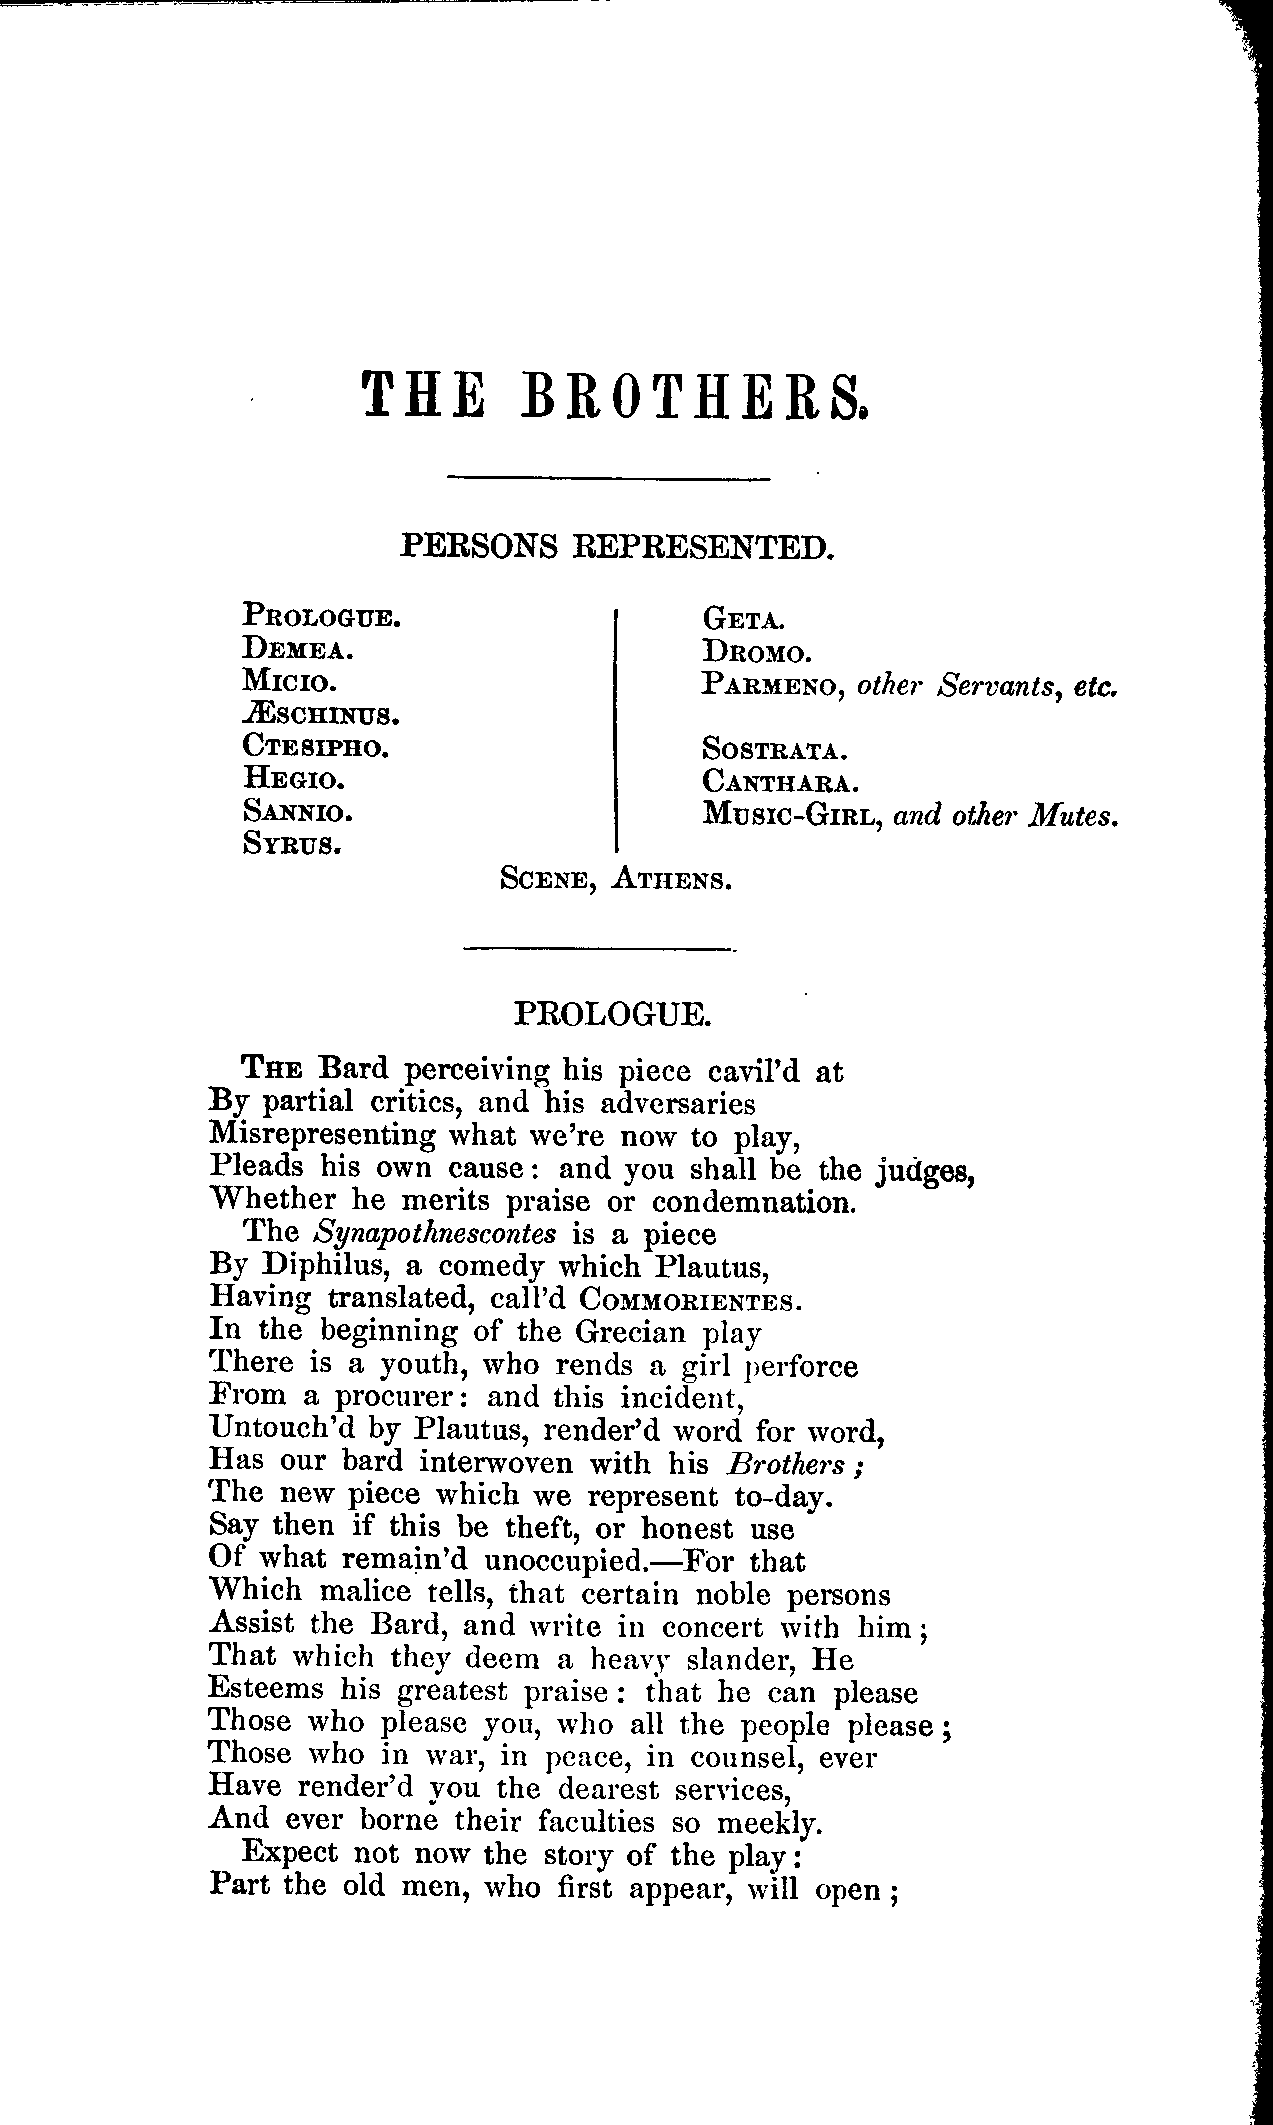 THE BROTHERS.
PERSONS REPRESENTED.
PROLOGUE.
DEMEA.
MICIO.
ÆSCHINUS.
CTESIPHO.
HEGIO.
SANNIO.
SYRUS.
GETA.
DROMO.
PARMENO, other Servants, etc.
SOSTRATA.
CANTHARA.
MUSIC-GIRL, and other Mutes.
SCENE, ATHENS.
PROLOGUE.
THE Bard perceiving his piece cavil'd at
By partial critics, and his adversaries
Misrepresenting what we're now to play,
Pleads his own cause: and you shall be the judges,
Whether he merits praise or condemnation.
The Synapothnescontes is a piece
By Diphilus, a comedy which Plautus,
Having translated, call'd COMMORIENTES.
In the beginning of the Grecian play
There is a youth, who rends a girl perforce
From a procurer: and this incident,
Untouch'd by Plautus, render'd word for word,
Has our bard interwoven with his Brothers;
The new piece which we represent to-day.
Say then if this be theft, or honest use
Of what remain'd unoccupied.—For that
Which malice tells, that certain noble persons
Assist the Bard, and write in concert with him;
That which they deem a heavy slander, He
Esteems his greatest praise: that he can please
Those who please you, who all the people please;
Those who in war, in peace, in counsel, ever
Have render'd you the dearest services,
And ever borne their faculties so meekly.
Expect not now the story of the play:
Part the old men, who first appear, will open;